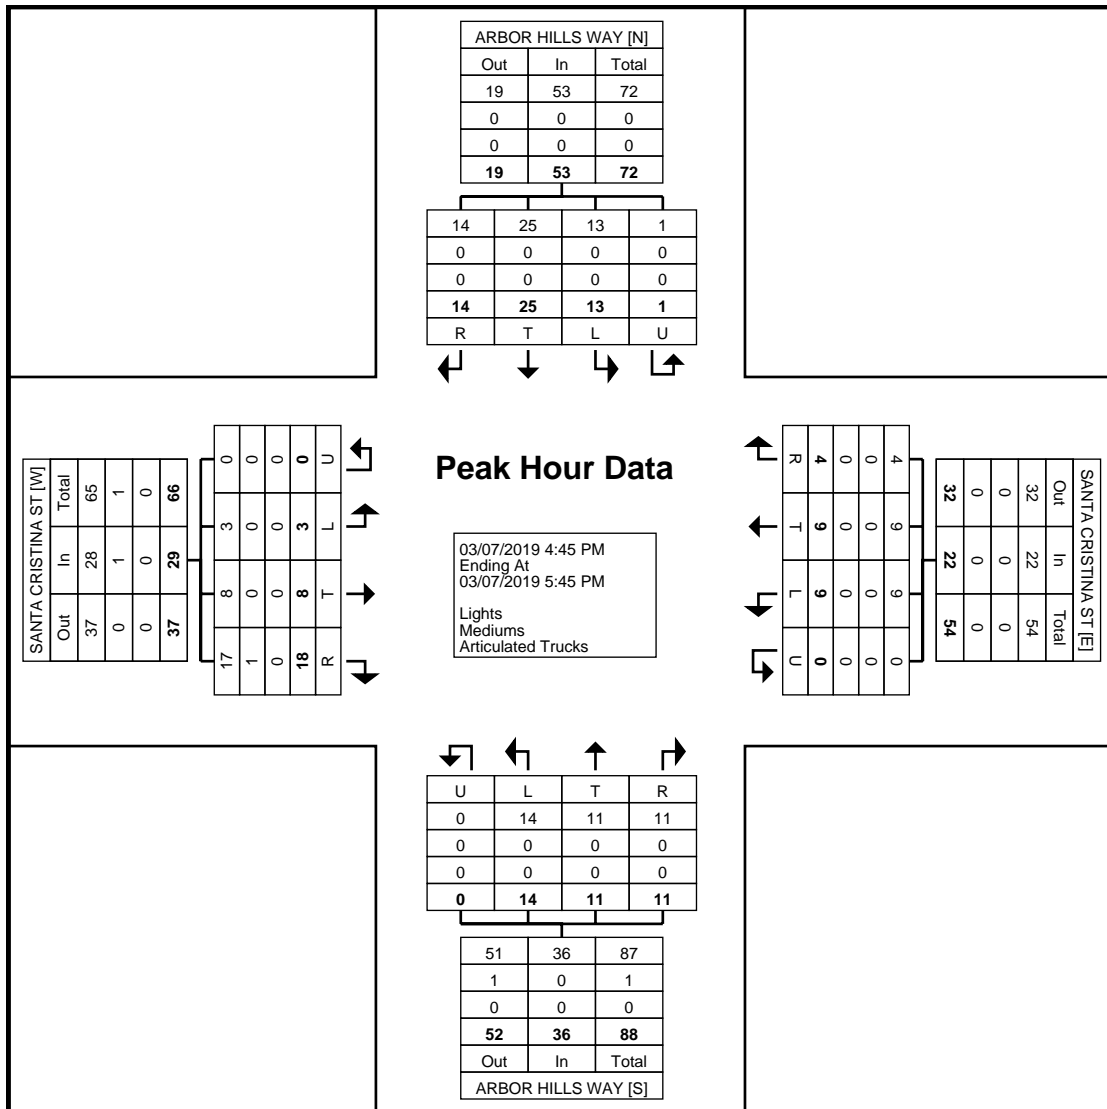 ARBOR HILLS WAY [N]
Out In Total
19 53 72
0 0 0
0 0 0
19 53 72
14 25 13 1
0 0 0 0
0 0 0 0
14 25 13 1
R T L U
SANTA CRISTINA ST [W]
Total In Out
65 28 37
1 1 0
0 0 0
66 29 37
0 3 8 17
0 0 0 1
0 0 0 0
0 3 8 18
U L T R
Peak Hour Data
03/07/2019 4:45 PM
Ending At
03/07/2019 5:45 PM
Lights
Mediums
Articulated Trucks
SANTA CRISTINA ST [E]
Out In Total
32 22 54
0 0 0
0 0 0
32 22 54
4 9 9 0
0 0 0 0
0 0 0 0
4 9 9 0
R T L U
U L T R
0 14 11 11
0 0 0 0
0 0 0 0
0 14 11 11
51 36 87
1 0 1
0 0 0
52 36 88
Out In Total
ARBOR HILLS WAY [S]